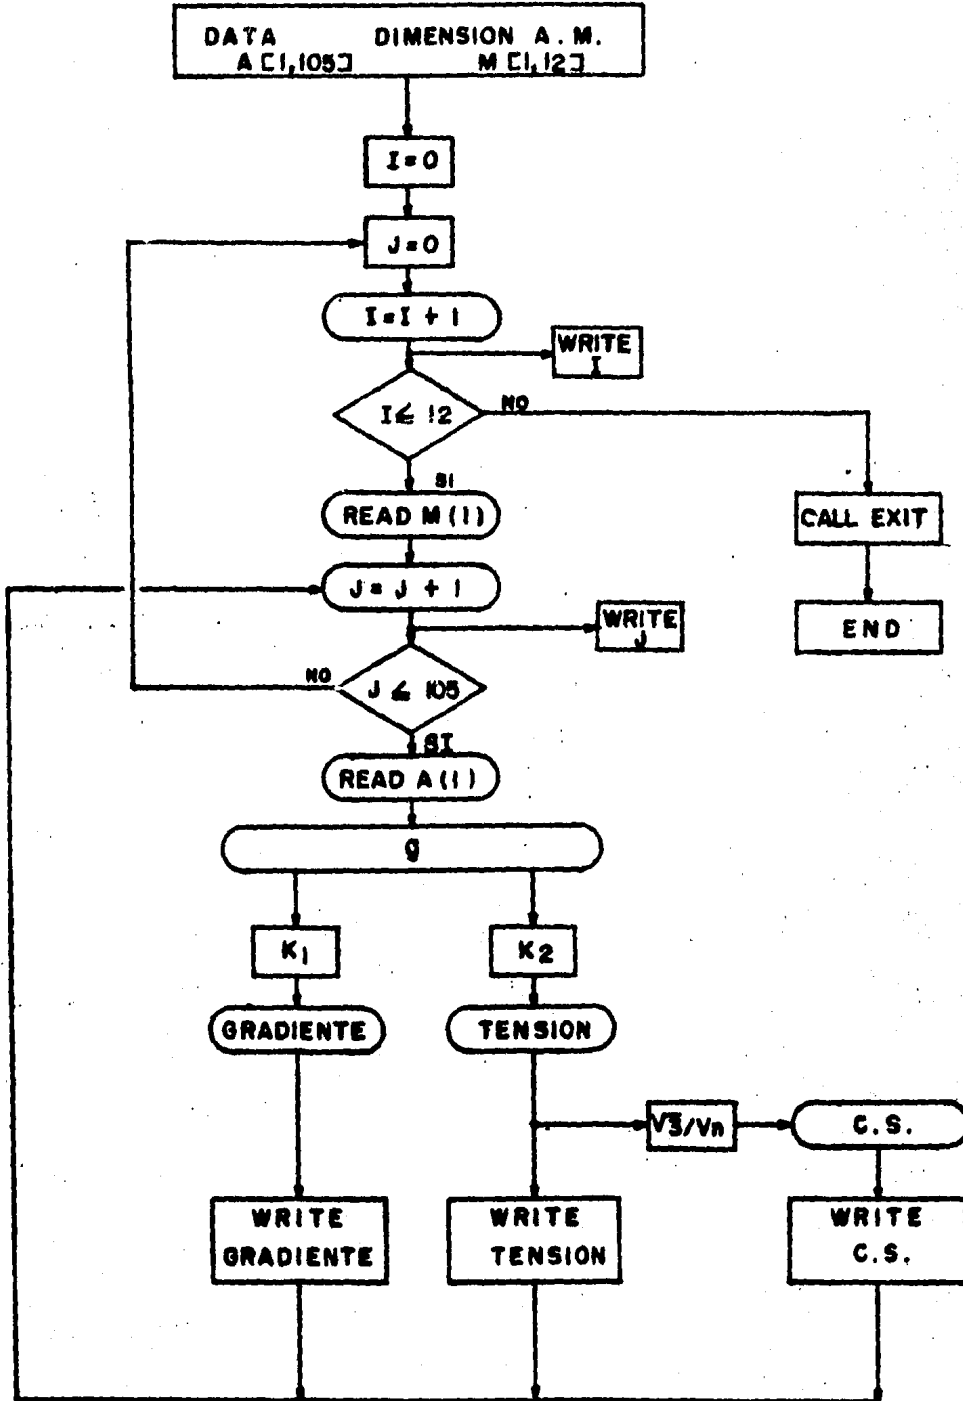 DATA DIMENSION A. M.
A [1,105] M [1,12]
I=0
J=0
I=I + 1
WRITE
I
I≤ 12
NO
SI
READ M(I)
CALL EXIT
J= J + 1
WRITE
J
END
NO
J ≤ 105
SI
READ A(I)
g
K1
K2
GRADIENTE
TENSION
√3/Vn
C.S.
WRITE
GRADIENTE
WRITE
TENSION
WRITE
C.S.